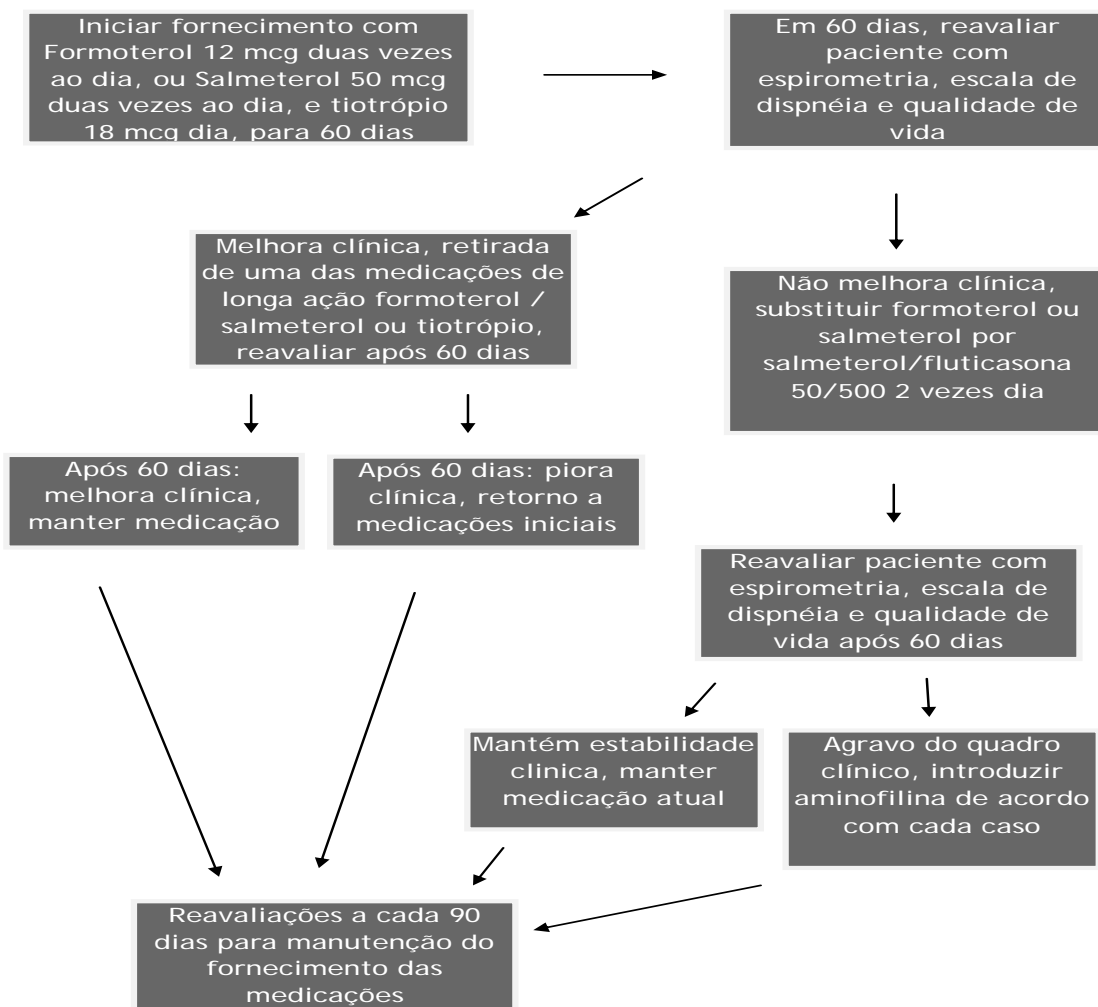 Iniciar fornecimento com
Formoterol 12 mcg duas vezes
ao dia, ou Salmeterol 50 mcg
duas vezes ao dia, e tiotrópio
18 mcg dia, para 60 dias
Em 60 dias, reavaliar
paciente com
espirometria, escala de
dispnéia e qualidade de
vida
Melhora clínica, retirada
de uma das medicações de
longa ação formoterol /
salmeterol ou tiotrópio,
reavaliar após 60 dias
Não melhora clínica,
substituir formoterol ou
salmeterol por
salmeterol/fluticasona
50/500 2 vezes dia
Após 60 dias:
melhora clínica,
manter medicação
Após 60 dias: piora
clínica, retorno a
medicações iniciais
Reavaliar paciente com
espirometria, escala de
dispnéia e qualidade de
vida após 60 dias
Mantém estabilidade
clinica, manter
medicação atual
Agravo do quadro
clínico, introduzir
aminofilina de acordo
com cada caso
Reavaliações a cada 90
dias para manutenção do
fornecimento das
medicações